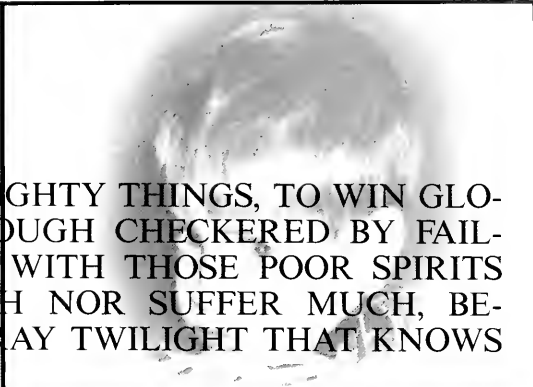 GHTY THINGS, TO WIN GLO-
OUGH CHECKERED BY FAIL-
WITH THOSE POOR SPIRITS
H NOR SUFFER MUCH, BE-
AY TWILIGHT THAT KNOWS